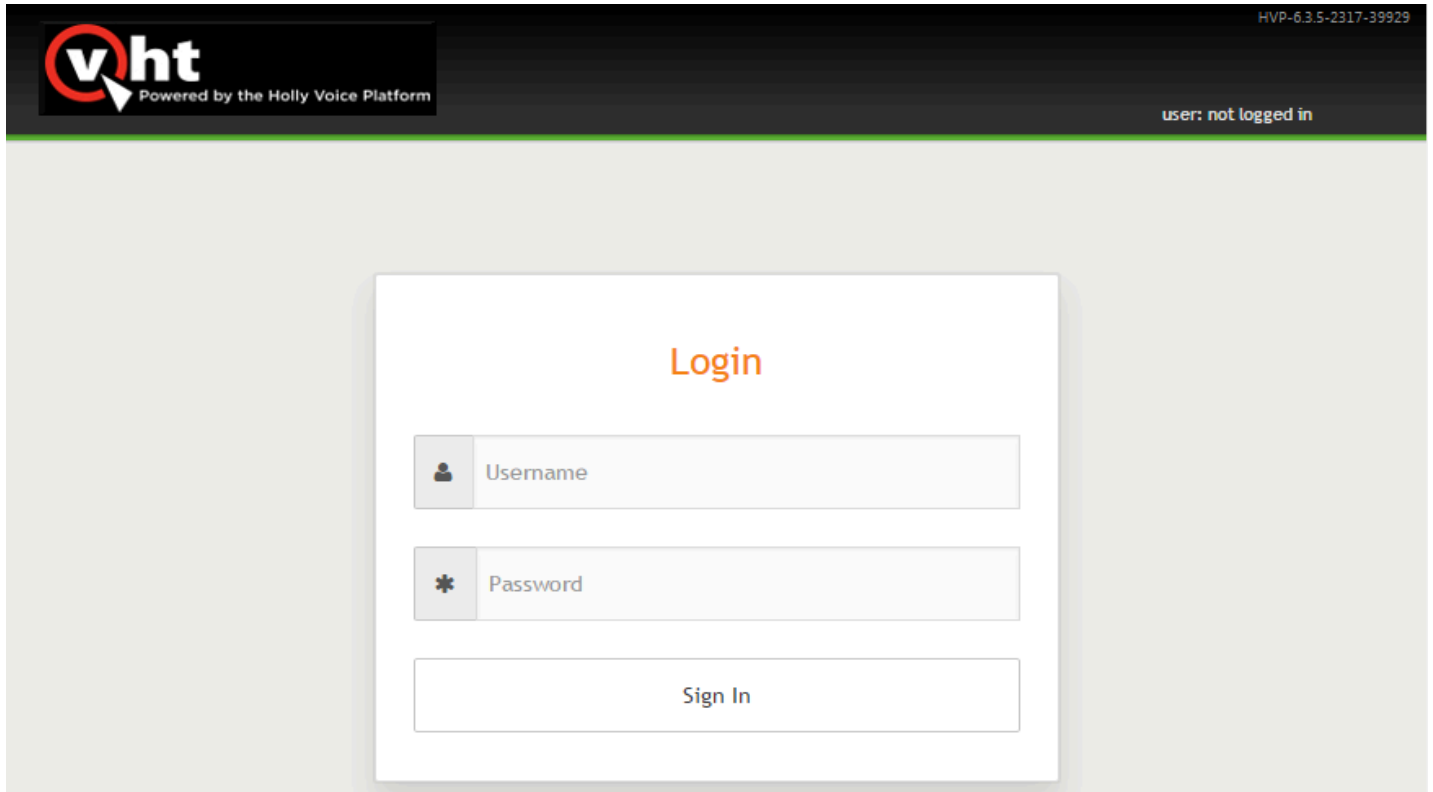 HVP-6.3.5-2317-39929
vht
Powered by the Holly Voice Platform
user: not logged in
Login
Username
Password
Sign In